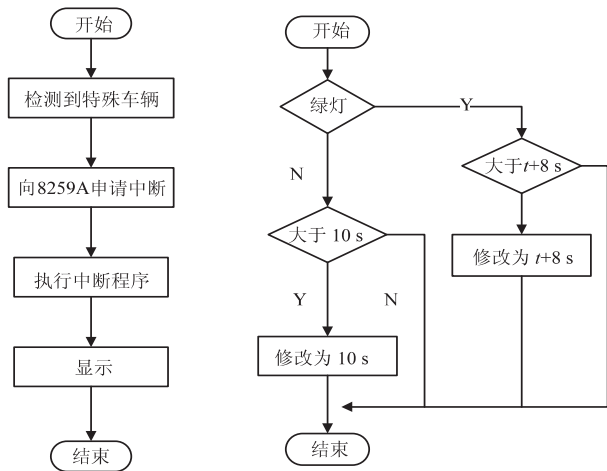 开始
检测到特殊车辆
向8259A申请中断
执行中断程序
显示
结束
开始
绿灯
Y
N
大于t+8 s
大于 10 s
修改为 t+8 s
Y
N
修改为 10 s
结束